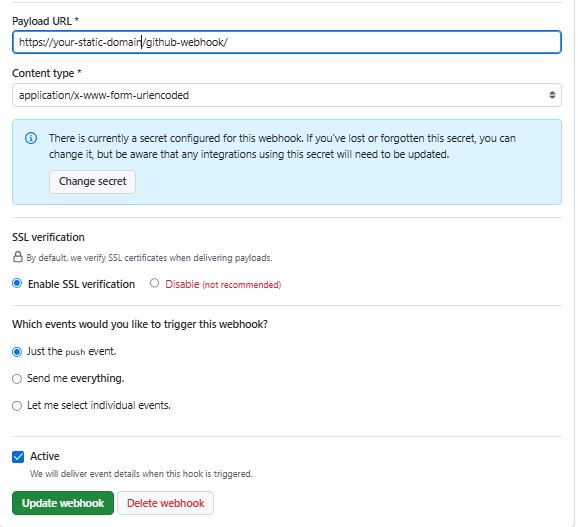 Payload URL *
https://your-static-domain/github-webhook/
Content type *
application/x-www-form-urlencoded
There is currently a secret configured for this webhook. If you've lost or forgotten this secret, you can
change it, but be aware that any integrations using this secret will need to be updated.
Change secret
SSL verification
By default, we verify SSL certificates when delivering payloads.
Enable SSL verification Disable (not recommended)
Which events would you like to trigger this webhook?
Just the push event.
Send me everything.
Let me select individual events.
Active
We will deliver event details when this hook is triggered.
Update webhook Delete webhook